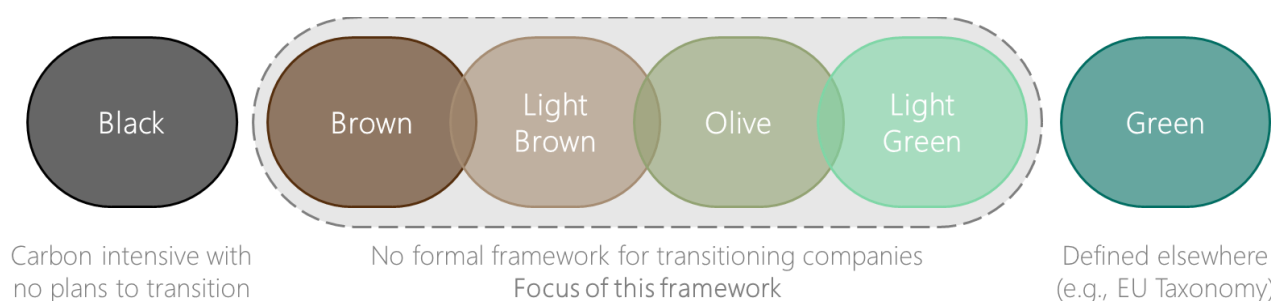 Black
Brown
Light
Brown
Olive
Light
Green
Green
Carbon intensive with
no plans to transition
No formal framework for transitioning companies
Focus of this framework
Defined elsewhere
(e.g., EU Taxonomy)